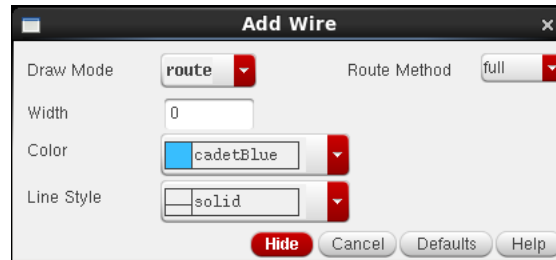 Add Wire
Draw Mode route Route Method full
Width 0
Color cadetBlue
Line Style solid
Hide Cancel Defaults Help